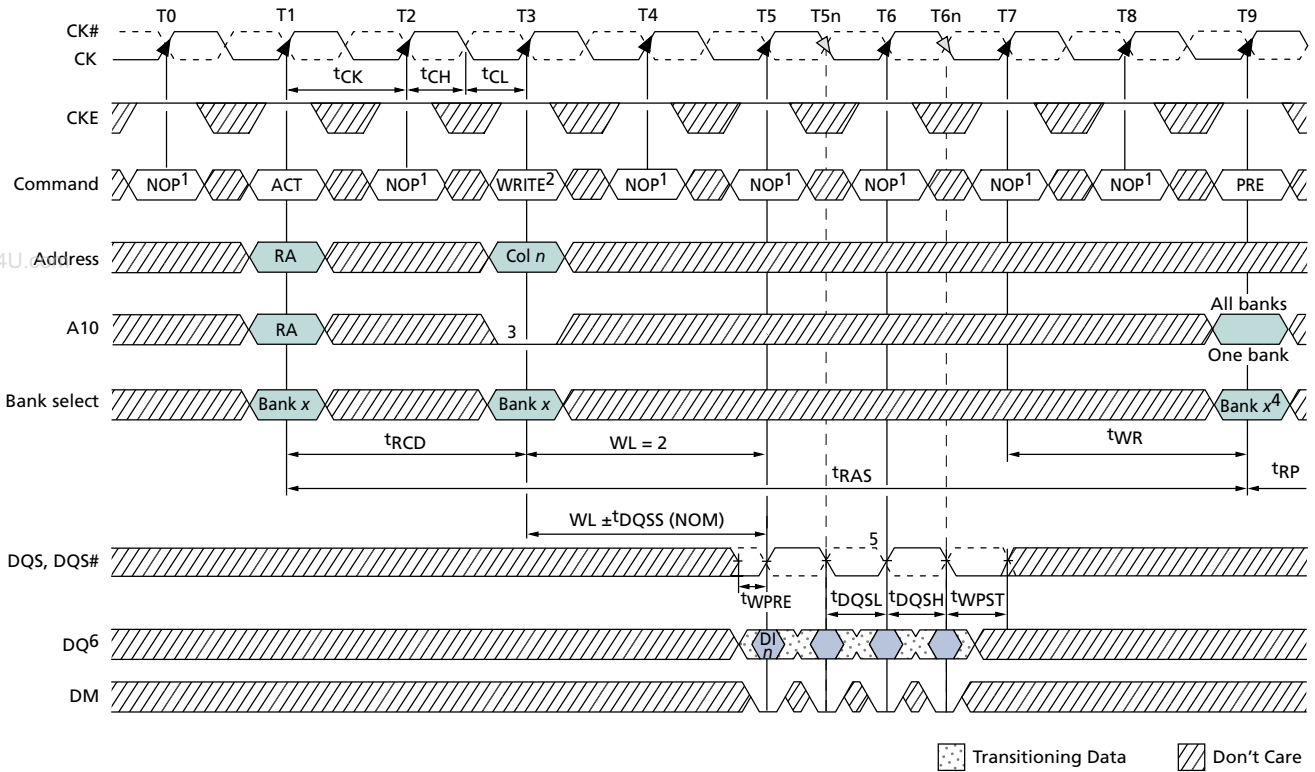 T0 T1 T2 T3 T4 T5 T5n T6 T6n T7 T8 T9
CK#
CK
tCK tCH tCL
CKE
Command NOP1 ACT NOP1 WRITE2 NOP1 NOP1 NOP1 NOP1 NOP1 PRE
4U.com
Address RA Col n
All banks
A10 RA 3
One bank
Bank select Bank x Bank x Bank x4
tRCD WL = 2 tWR
tRAS tRP
WL ±tDQSS (NOM)
5
DQS, DQS#
tWPRE tDQSL tDQSH tWPST
DQ6 DI
n
DM
Transitioning Data Don't Care